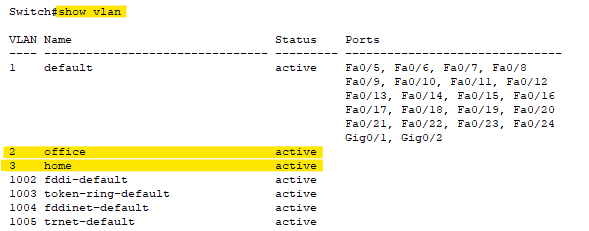 Switch#show vlan
VLAN Name Status Ports
---- -------------------------------- --------- -------------------------------
1 default active Fa0/5, Fa0/6, Fa0/7, Fa0/8
Fa0/9, Fa0/10, Fa0/11, Fa0/12
Fa0/13, Fa0/14, Fa0/15, Fa0/16
Fa0/17, Fa0/18, Fa0/19, Fa0/20
Fa0/21, Fa0/22, Fa0/23, Fa0/24
Gig0/1, Gig0/2
2 office active
3 home active
1002 fddi-default active
1003 token-ring-default active
1004 fddinet-default active
1005 trnet-default active